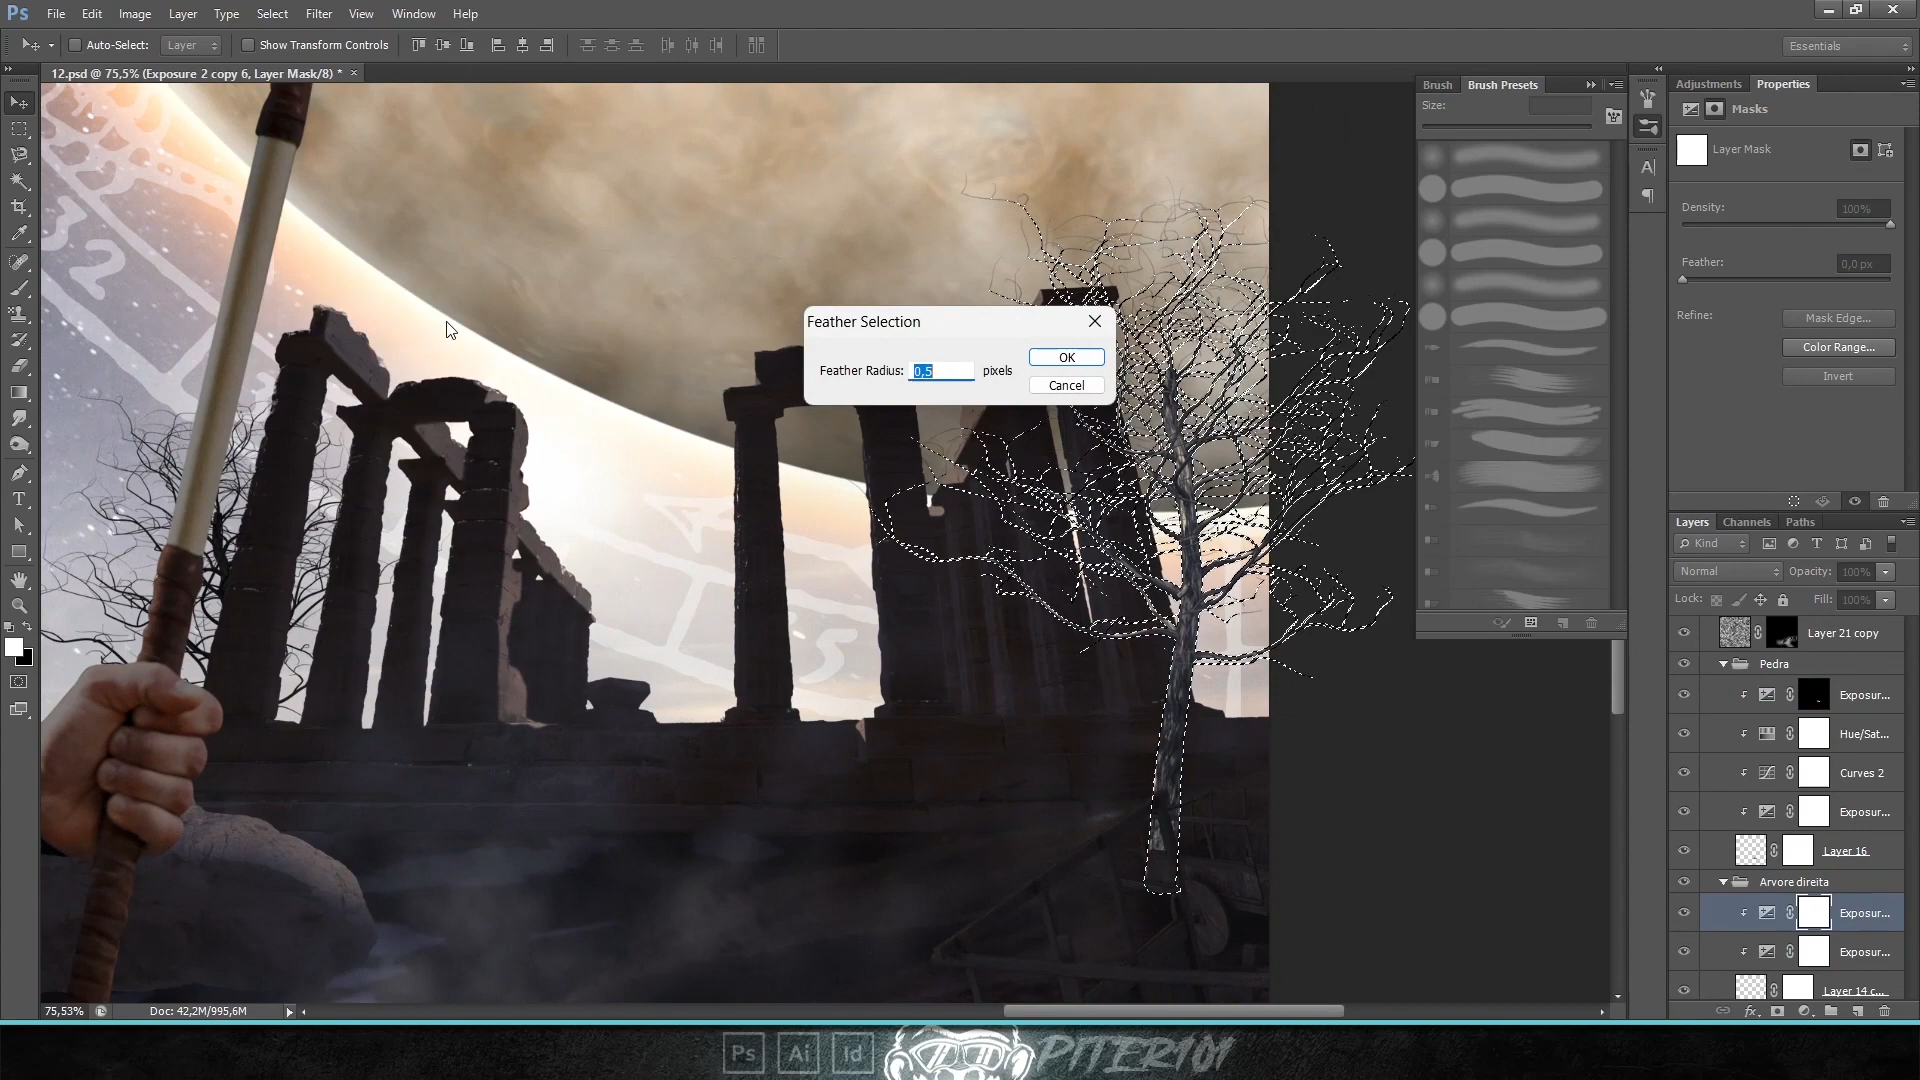 Ps File Edit Image Layer Type Select Filter View Window Help
Auto-Select: Layer Show Transform Controls Essentials
12.psd @ 75,5% (Exposure 2 copy 6, Layer Mask/8) *
Brush Brush Presets
Size:
Adjustments Properties
Masks
Layer Mask
Density: 100%
Feather: 0,0 px
Refine: Mask Edge...
Color Range...
Invert
Feather Selection
Feather Radius: 0,5 pixels
OK
Cancel
Layers Channels Paths
Kind
Normal Opacity: 100%
Lock: Fill: 100%
Layer 21 copy
Pedra
Exposur...
Hue/Sat...
Curves 2
Exposur...
Layer 16
Arvore direita
Exposur...
Exposur...
Layer 14 c...
75,53% Doc: 42,2M/995,6M
Ps Ai Id PITER101